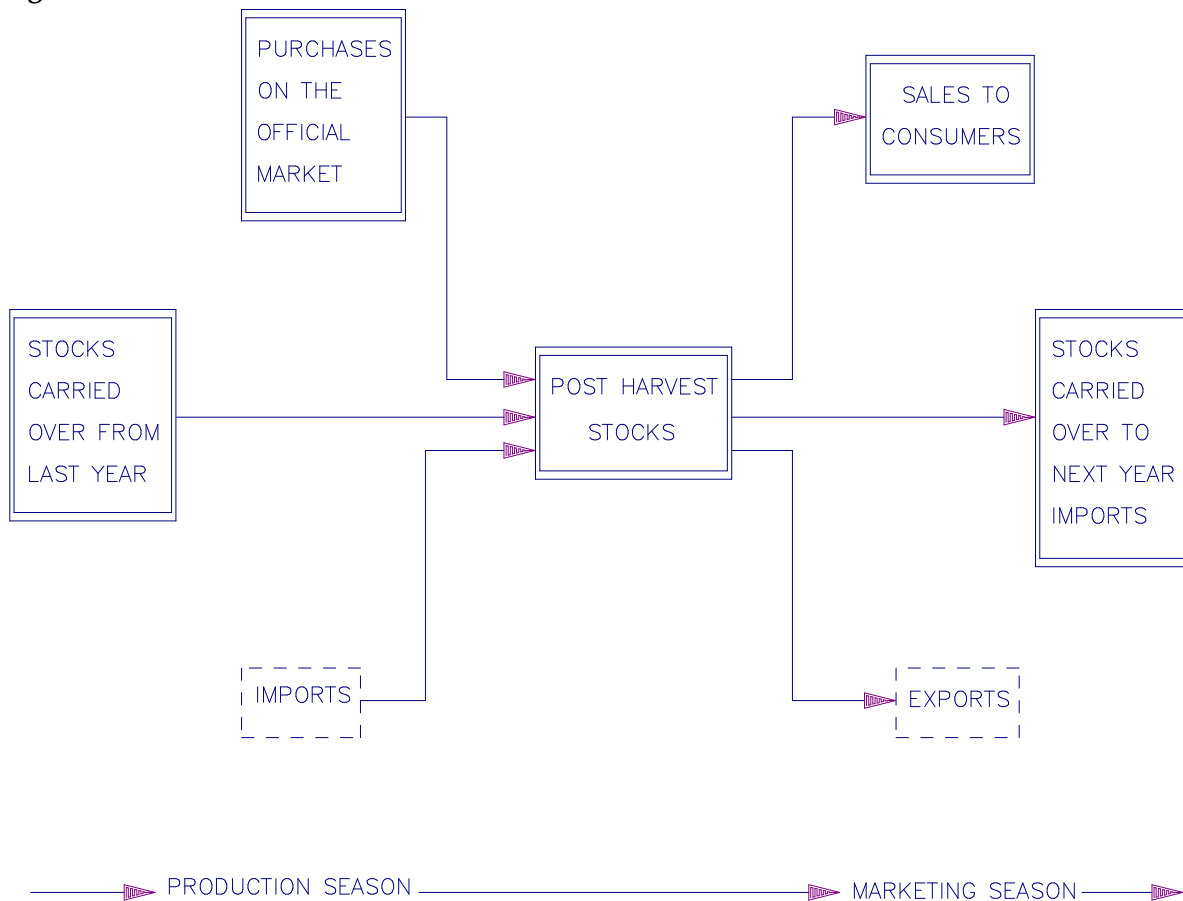 PURCHASES
ON THE
OFFICIAL
MARKET
SALES TO
CONSUMERS
STOCKS
CARRIED
OVER FROM
LAST YEAR
POST HARVEST
STOCKS
STOCKS
CARRIED
OVER TO
NEXT YEAR
IMPORTS
IMPORTS
EXPORTS
PRODUCTION SEASON
MARKETING SEASON